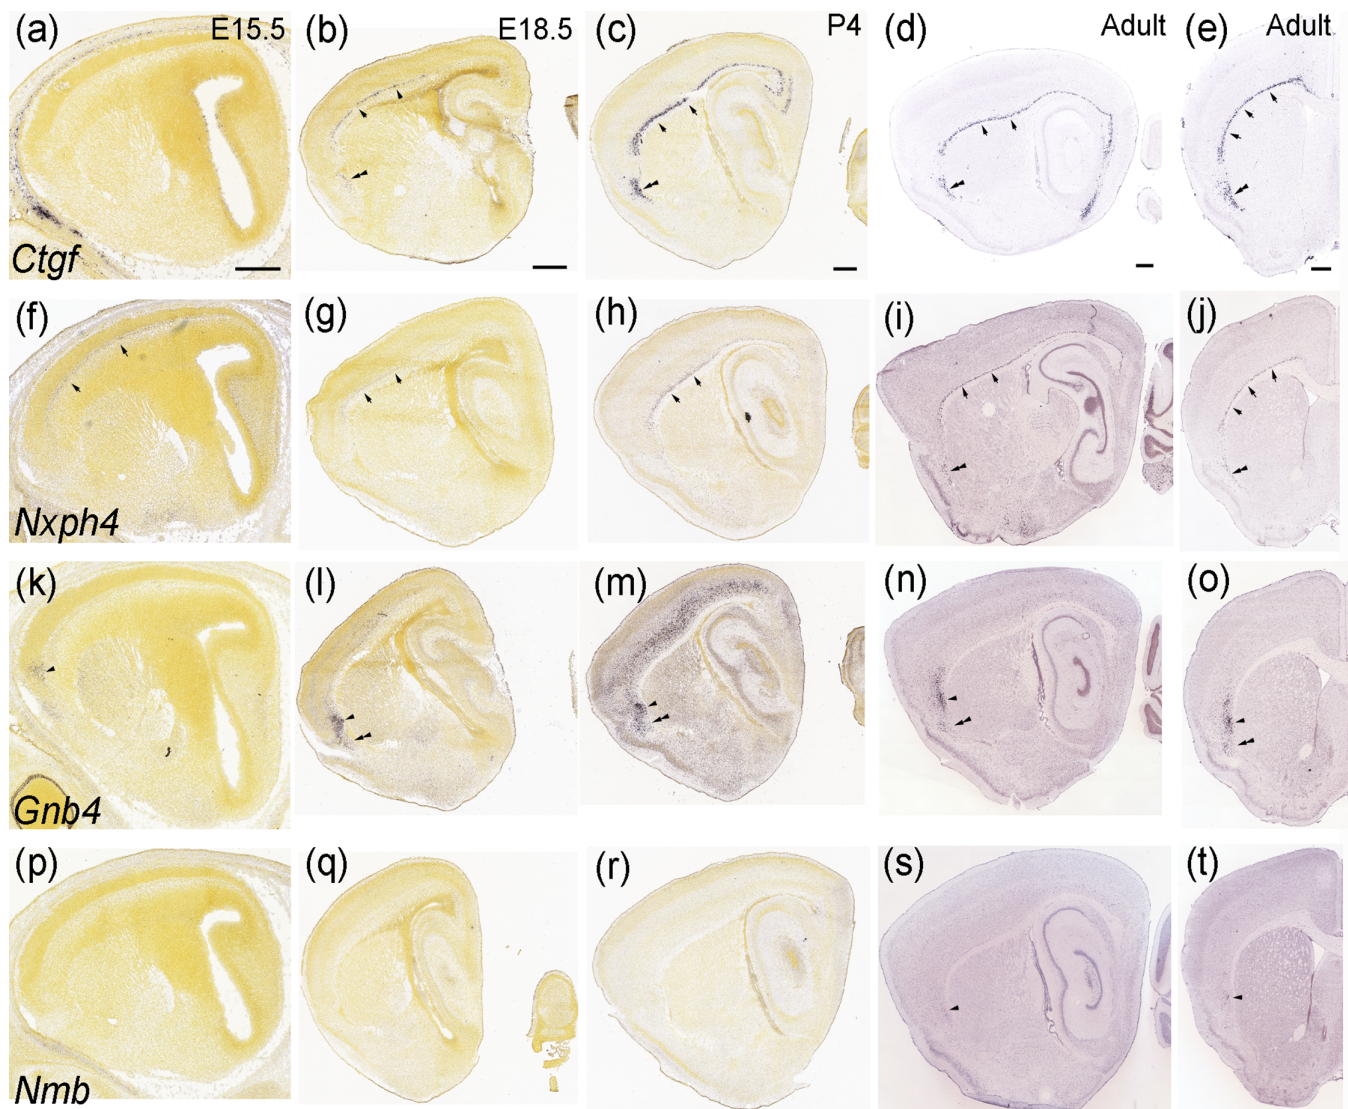 (a) E15.5 (b) E18.5 (c) P4 (d) Adult (e) Adult
Ctgf
(f) (g) (h) (i) (j)
Nxph4
(k) (l) (m) (n) (o)
Gnb4
(p) (q) (r) (s) (t)
Nmb